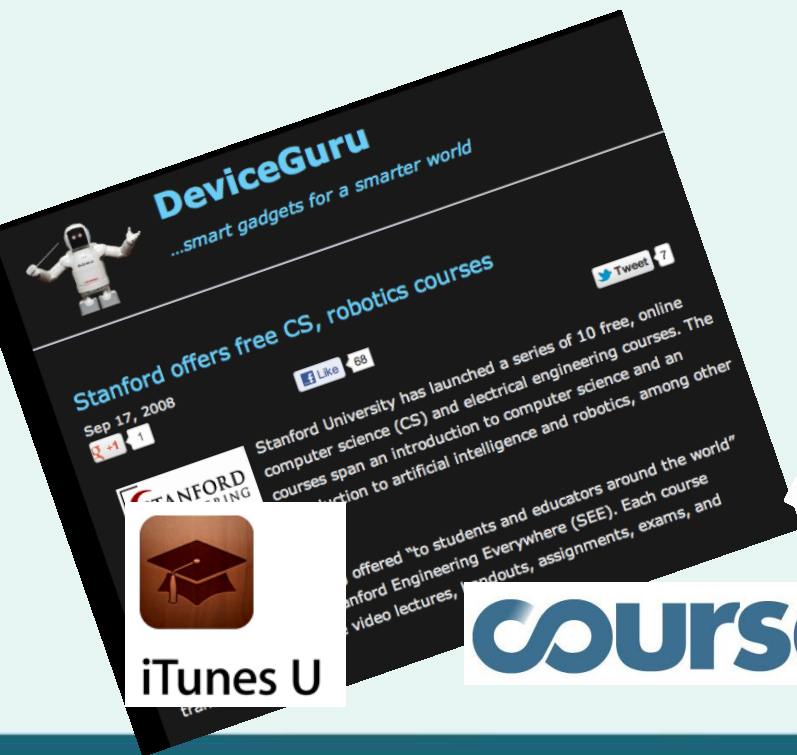 DeviceGuru
...smart gadgets for a smarter world
Stanford offers free CS, robotics courses
Tweet 7
Sep 17, 2008
Like 68
+1 1
Stanford University has launched a series of 10 free, online
computer science (CS) and electrical engineering courses. The
courses span an introduction to computer science and an
to artificial intelligence and robotics, among other
STANFORD
offered "to students and educators around the world"
Engineering Everywhere (SEE). Each course
video lectures, assignments, exams, and
iTunes U